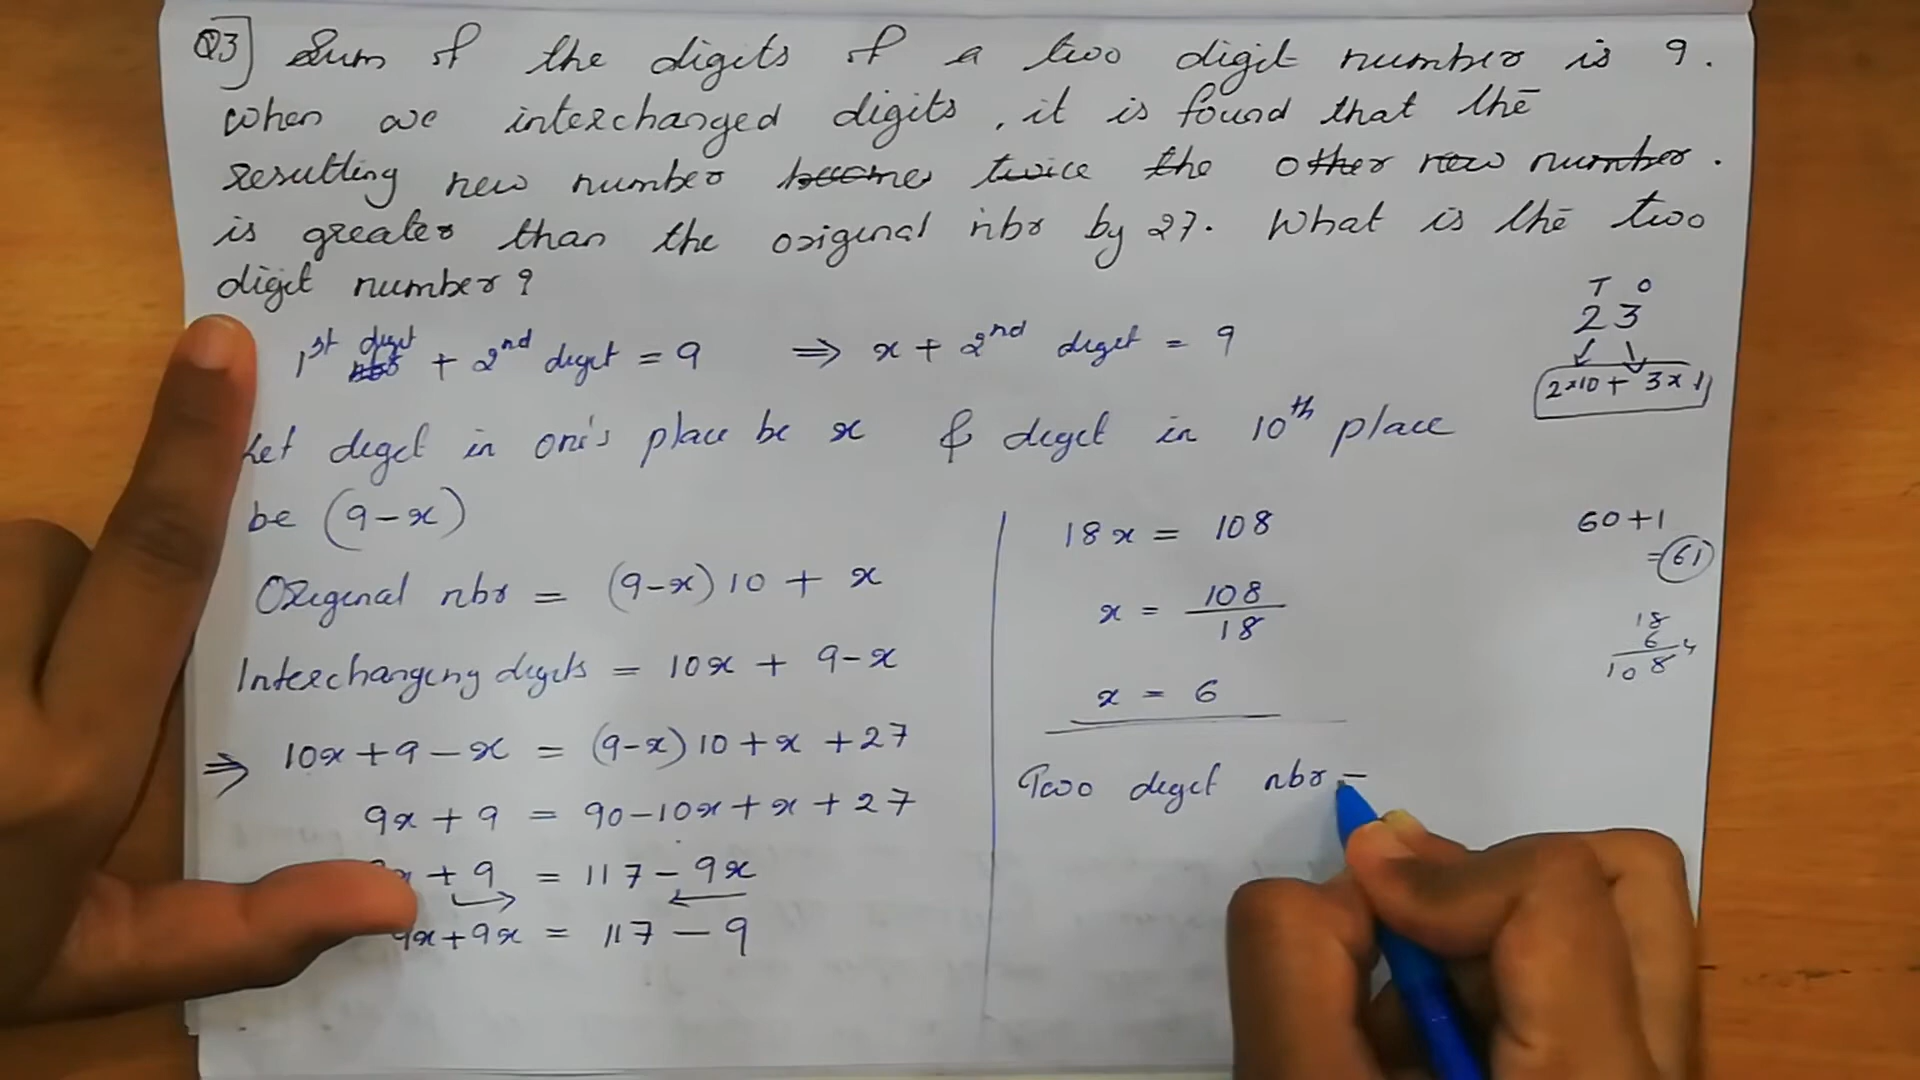 Q3] Sum of the digits of a two digit number is 9.
When we interchanged digits, it is found that the
resulting new number becomes twice the other new number.
is greater than the original nbr by 27. What is the two
digit number?
T O
2 3
2×10 + 3×1
1st digit + 2nd digit = 9 ⇒ x + 2nd digit = 9
Let digit in one's place be x & digit in 10th place
be (9-x)
Original nbr = (9-x)10 + x
Interchanging digits = 10x + 9-x
⇒ 10x+9-x = (9-x)10+x+27
9x+9 = 90-10x+x+27
+9 = 117-9x
9x+9x = 117-9
18x = 108
x = 108/18
x = 6
Two digit nbr =
60+1
=61
18
6
108